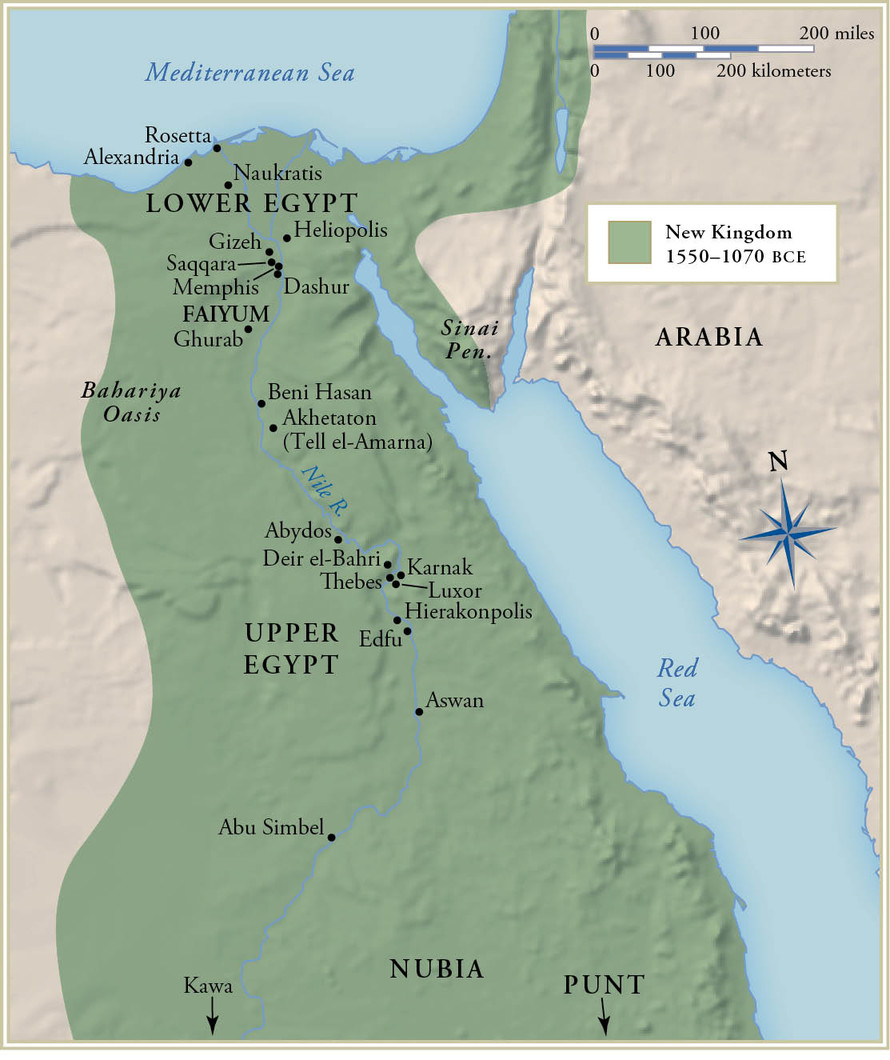 0 100 200 miles
0 100 200 kilometers
Mediterranean Sea
Rosetta
Alexandria
Naukratis
LOWER EGYPT
New Kingdom
1550–1070 BCE
Heliopolis
Gizeh
Saqqara
Memphis
Dashur
FAIYUM
Ghurab
Sinai
Pen.
ARABIA
Bahariya
Oasis
Beni Hasan
Akhetaton
(Tell el-Amarna)
N
Nile R.
Abydos
Deir el-Bahri
Karnak
Thebes
Luxor
Hierakonpolis
UPPER
EGYPT
Edfu
Red
Sea
Aswan
Abu Simbel
NUBIA
Kawa
PUNT